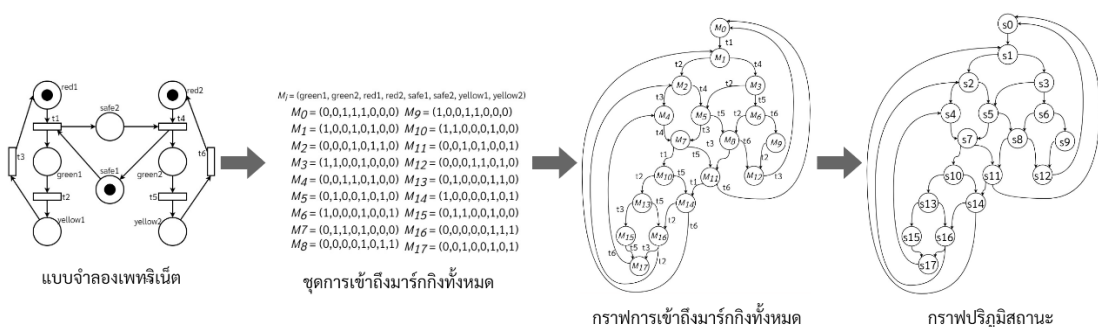 red1
red2
safe2
t1
t4
t3
t6
green1
safe1
green2
t2
t5
yellow1
yellow2
แบบจำลองเพทริเน็ต
Mj = (green1, green2, red1, red2, safe1, safe2, yellow1, yellow2)
M0 = (0,0,1,1,1,0,0,0) M9 = (1,0,0,1,1,0,0,0)
M1 = (1,0,0,1,0,1,0,0) M10 = (1,1,0,0,0,1,0,0)
M2 = (0,0,0,1,0,1,1,0) M11 = (0,0,1,0,1,0,0,1)
M3 = (1,1,0,0,1,0,0,0) M12 = (0,0,0,1,1,0,1,0)
M4 = (0,0,1,1,0,1,0,0) M13 = (0,1,0,0,0,1,1,0)
M5 = (0,1,0,0,1,0,1,0) M14 = (1,0,0,0,0,1,0,1)
M6 = (1,0,0,0,1,0,0,1) M15 = (0,1,1,0,0,1,0,0)
M7 = (0,1,1,0,1,0,0,0) M16 = (0,0,0,0,0,1,1,1)
M8 = (0,0,0,0,1,0,1,1) M17 = (0,0,1,0,0,1,0,1)
ชุดการเข้าถึงมาร์กกิงทั้งหมด
M0
t1
M1
t2
t4
M2
M3
t3
t4
t2
t5
M4
M5
M6
t5
t2
t6
t4
t3
M7
M8
M9
t1
t5
t6
t2
t3
M11
M12
M10
t2
t5
t1
t6
M13
M14
t3
t5
t2
t6
M15
M16
t6
t5
t3
t2
M17
กราฟการเข้าถึงมาร์กกิงทั้งหมด
s0
s1
s2
s3
s4
s5
s6
s7
s8
s9
s10
s11
s12
s13
s14
s15
s16
s17
กราฟปริภูมิสถานะ